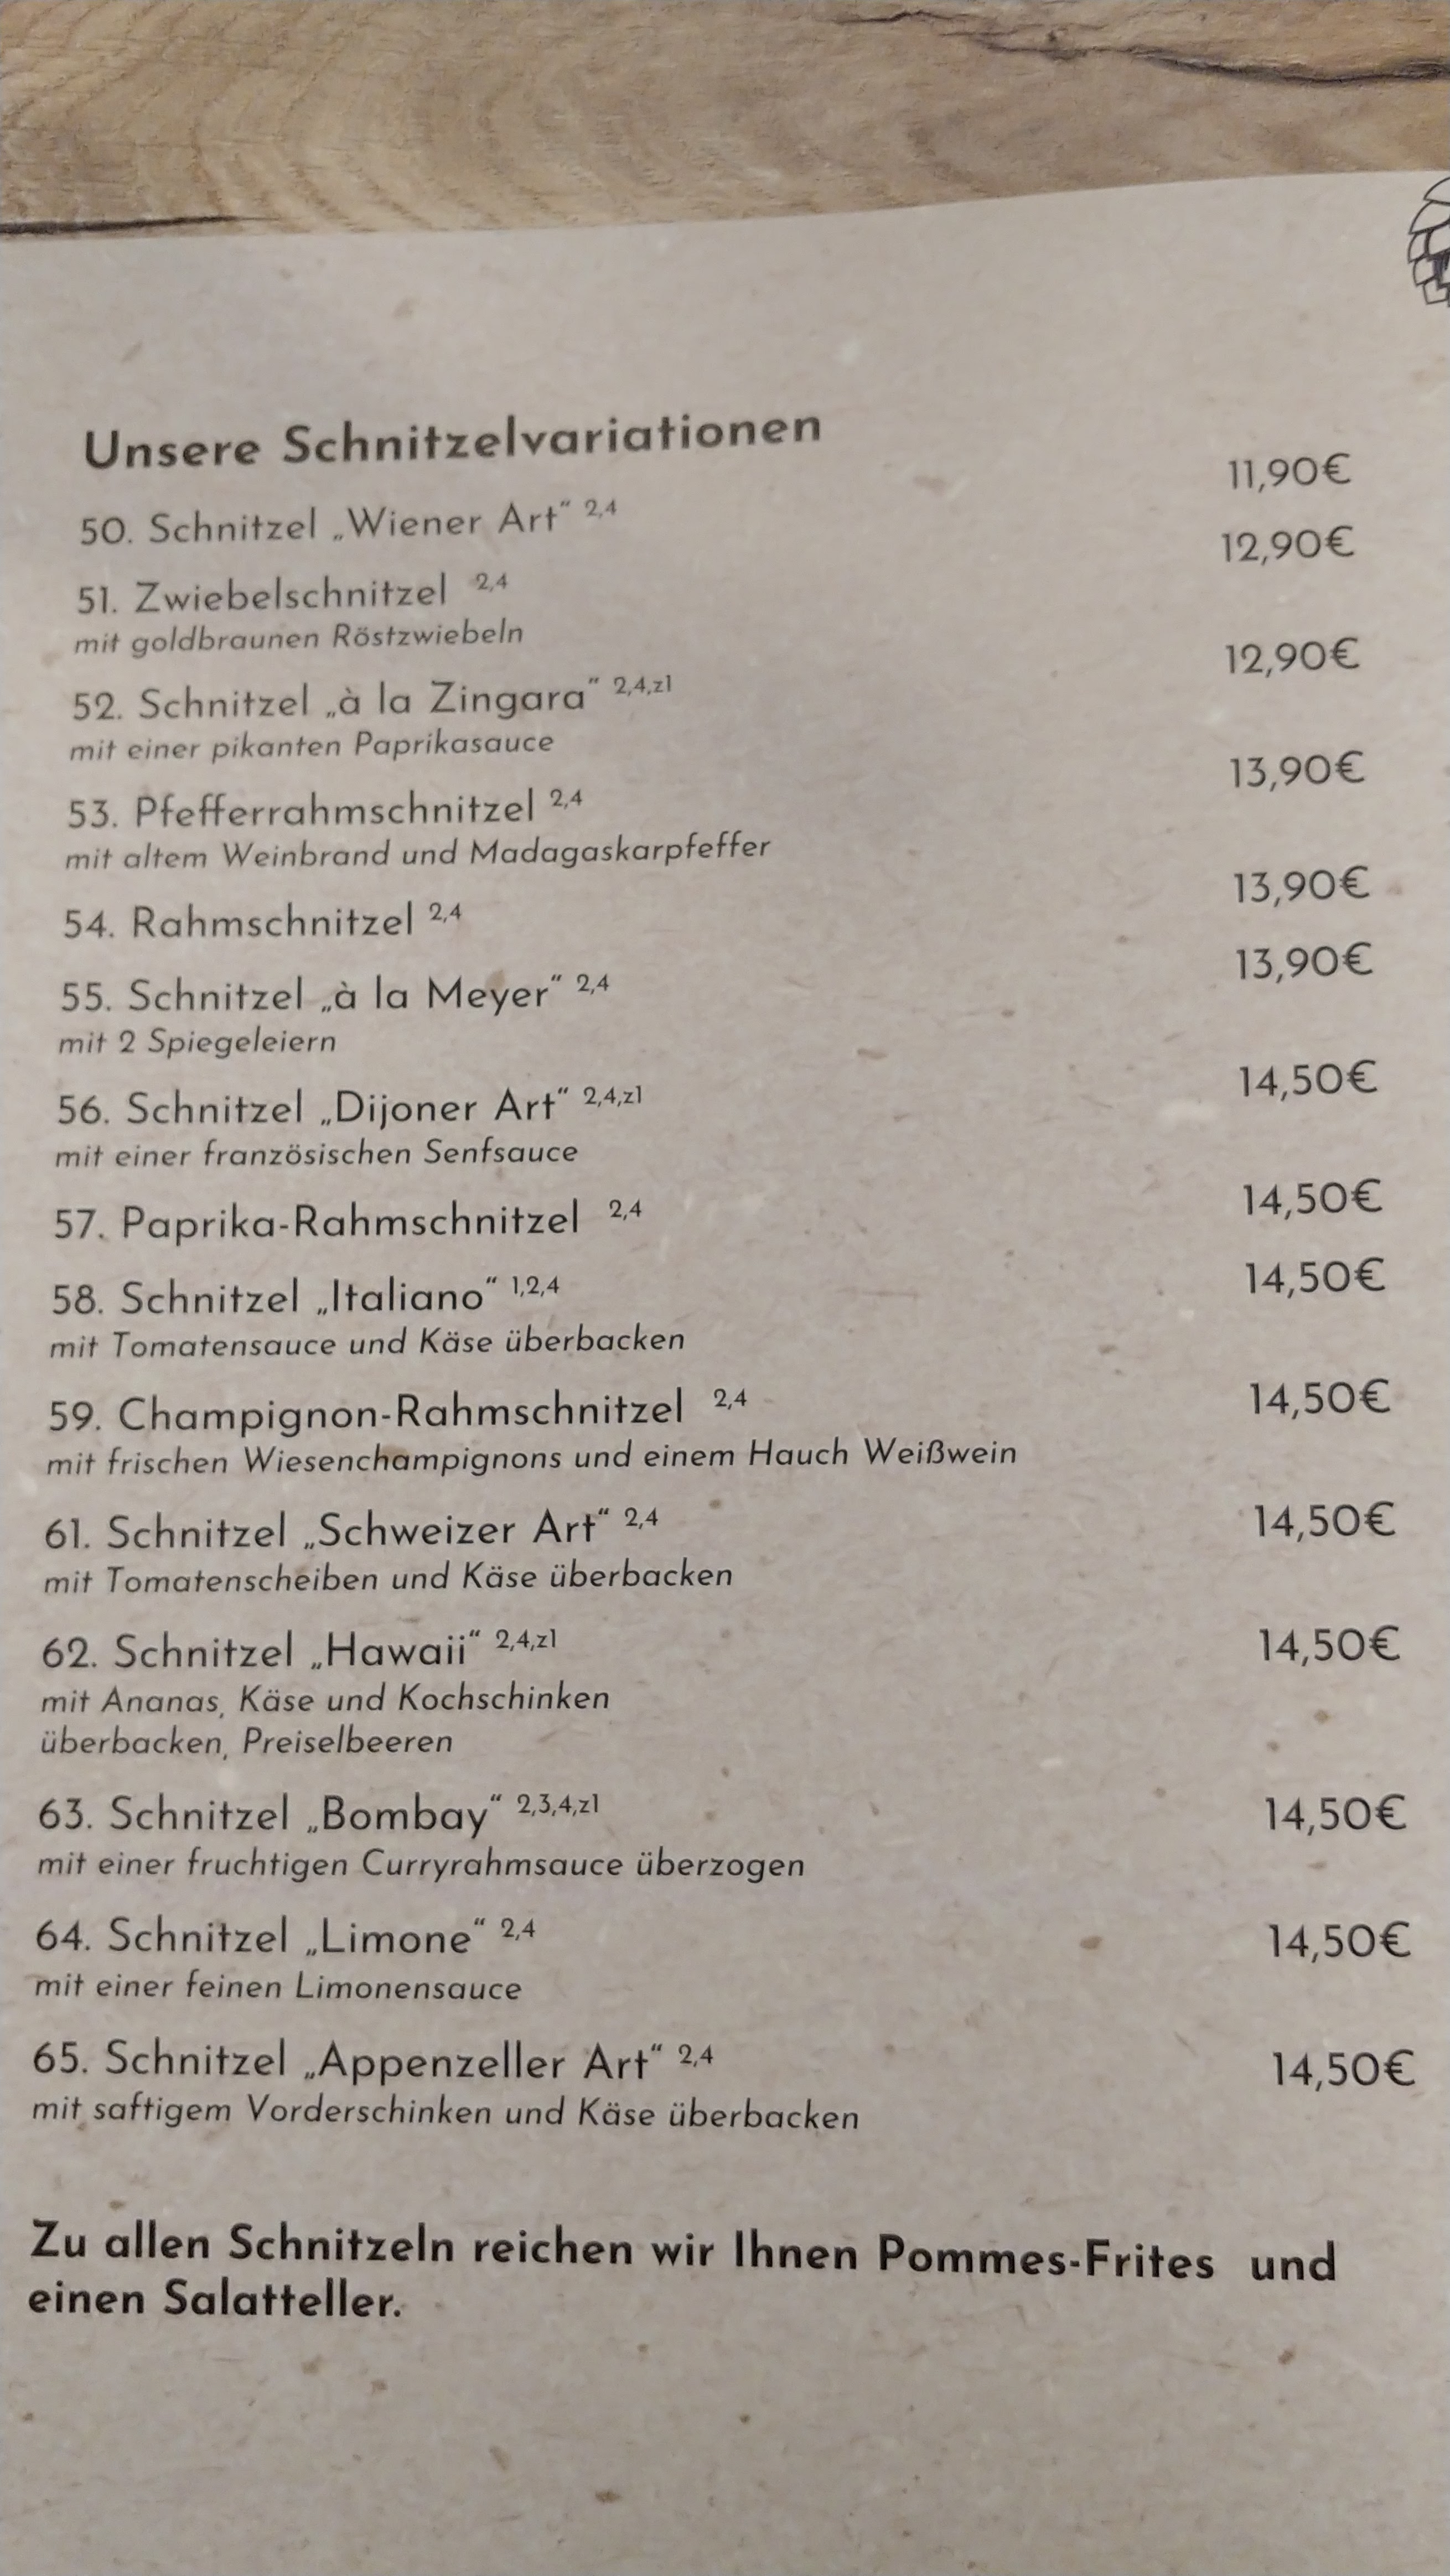 Unsere Schnitzelvariationen
50. Schnitzel „Wiener Art“ 2,4 11,90€
51. Zwiebelschnitzel 2,4 12,90€
mit goldbraunen Röstzwiebeln
52. Schnitzel „à la Zingara“ 2,4,z1 12,90€
mit einer pikanten Paprikasauce
53. Pfefferrahmschnitzel 2,4 13,90€
mit altem Weinbrand und Madagaskarpfeffer
54. Rahmschnitzel 2,4 13,90€
55. Schnitzel „à la Meyer“ 2,4 13,90€
mit 2 Spiegeleiern
56. Schnitzel „Dijoner Art“ 2,4,z1 14,50€
mit einer französischen Senfsauce
57. Paprika-Rahmschnitzel 2,4 14,50€
58. Schnitzel „Italiano“ 1,2,4 14,50€
mit Tomatensauce und Käse überbacken
59. Champignon-Rahmschnitzel 2,4 14,50€
mit frischen Wiesenchampignons und einem Hauch Weißwein
61. Schnitzel „Schweizer Art“ 2,4 14,50€
mit Tomatenscheiben und Käse überbacken
62. Schnitzel „Hawaii“ 2,4,z1 14,50€
mit Ananas, Käse und Kochschinken
überbacken, Preiselbeeren
63. Schnitzel „Bombay“ 2,3,4,z1 14,50€
mit einer fruchtigen Curryrahmsauce überzogen
64. Schnitzel „Limone“ 2,4 14,50€
mit einer feinen Limonensauce
65. Schnitzel „Appenzeller Art“ 2,4 14,50€
mit saftigem Vorderschinken und Käse überbacken
Zu allen Schnitzeln reichen wir Ihnen Pommes-Frites und
einen Salatteller.